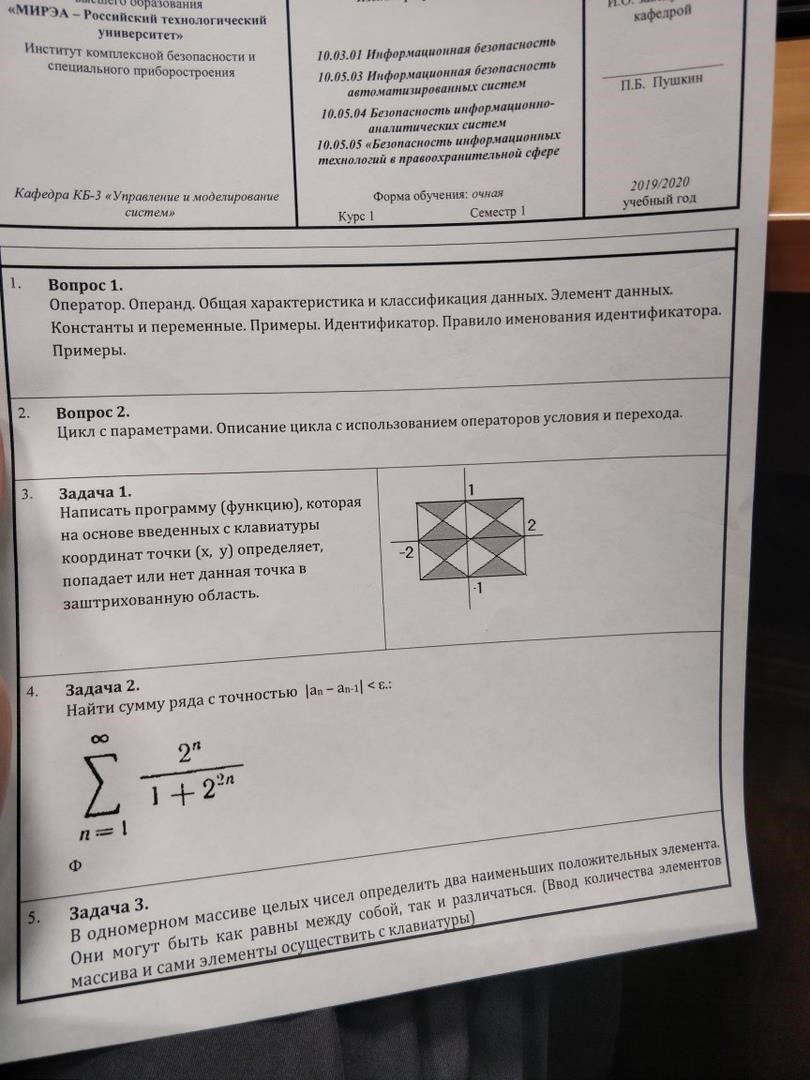 высшего образования
«МИРЭА – Российский технологический
университет»
Институт комплексной безопасности и
специального приборостроения
Кафедра КБ-3 «Управление и моделирование
систем»
10.03.01 Информационная безопасность
10.05.03 Информационная безопасность
автоматизированных систем
10.05.04 Безопасность информационно-
аналитических систем
10.05.05 «Безопасность информационных
технологий в правоохранительной сфере
Форма обучения: очная
Курс 1 Семестр 1
И.О.
кафедрой
П.Б. Пушкин
2019/2020
учебный год
1. Вопрос 1.
Оператор. Операнд. Общая характеристика и классификация данных. Элемент данных.
Константы и переменные. Примеры. Идентификатор. Правило именования идентификатора.
Примеры.
2. Вопрос 2.
Цикл с параметрами. Описание цикла с использованием операторов условия и перехода.
3. Задача 1.
Написать программу (функцию), которая
на основе введенных с клавиатуры
координат точки (x, y) определяет,
попадает или нет данная точка в
заштрихованную область.
1
2
-2
-1
4. Задача 2.
Найти сумму ряда с точностью |aₙ – aₙ₋₁| < ε.:
∞
∑ 2ⁿ / (1 + 2²ⁿ)
n = 1
Ф
5. Задача 3.
В одномерном массиве целых чисел определить два наименьших положительных элемента.
Они могут быть как равны между собой, так и различаться. (Ввод количества элементов
массива и сами элементы осуществить с клавиатуры)